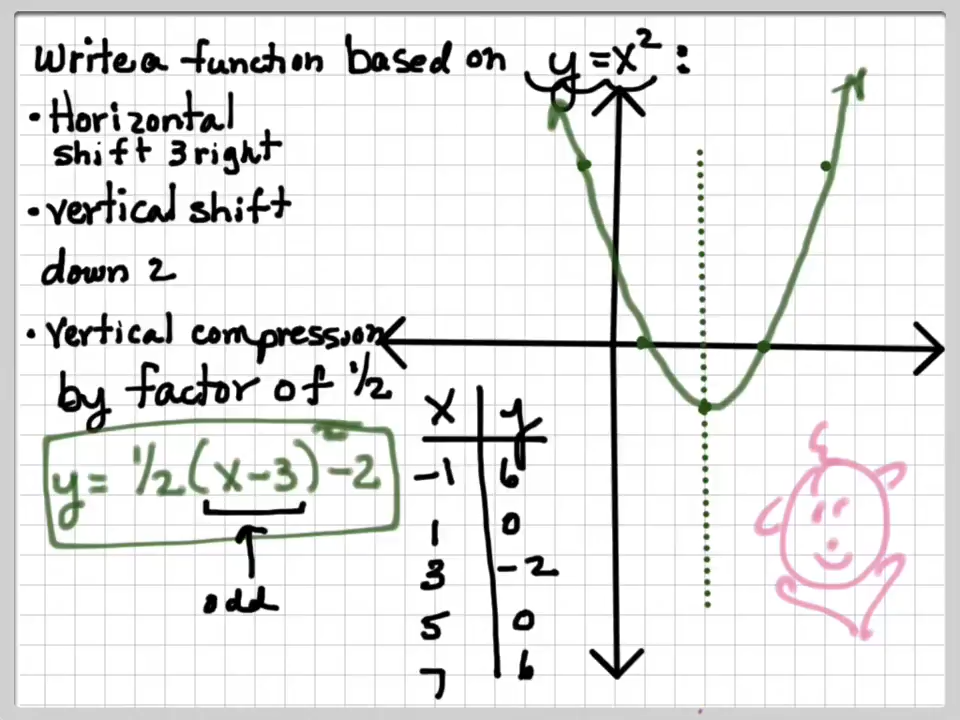 Write a function based on y = x² :
• Horizontal
shift 3 right
• vertical shift
down 2
• Vertical compression
by factor of 1/2
y = 1/2 (x - 3)² - 2
odd
x y
-1 6
1 0
3 -2
5 0
7 6